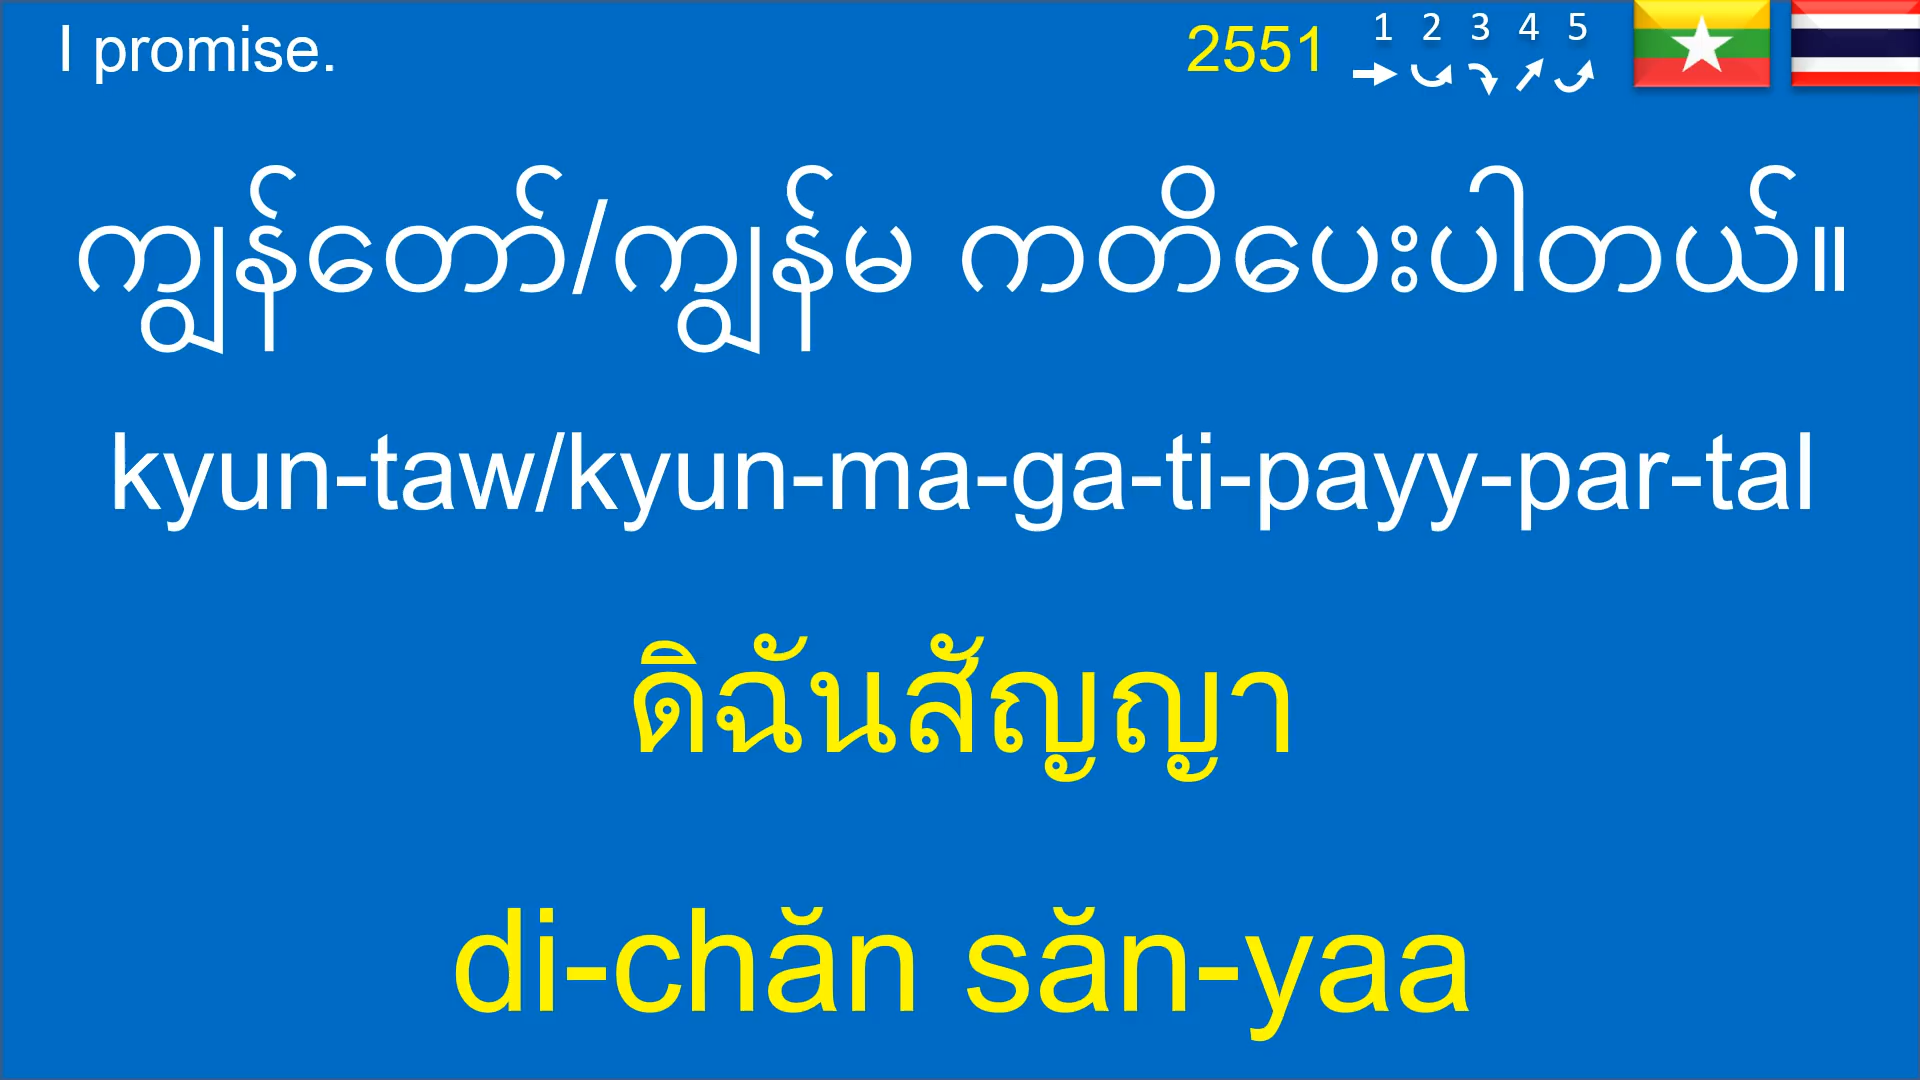 I promise.
2551
1 2 3 4 5
ကျွန်တော်/ကျွန်မ ကတိပေးပါတယ်။
kyun-taw/kyun-ma-ga-ti-payy-par-tal
ดิฉันสัญญา
di-chăn săn-yaa